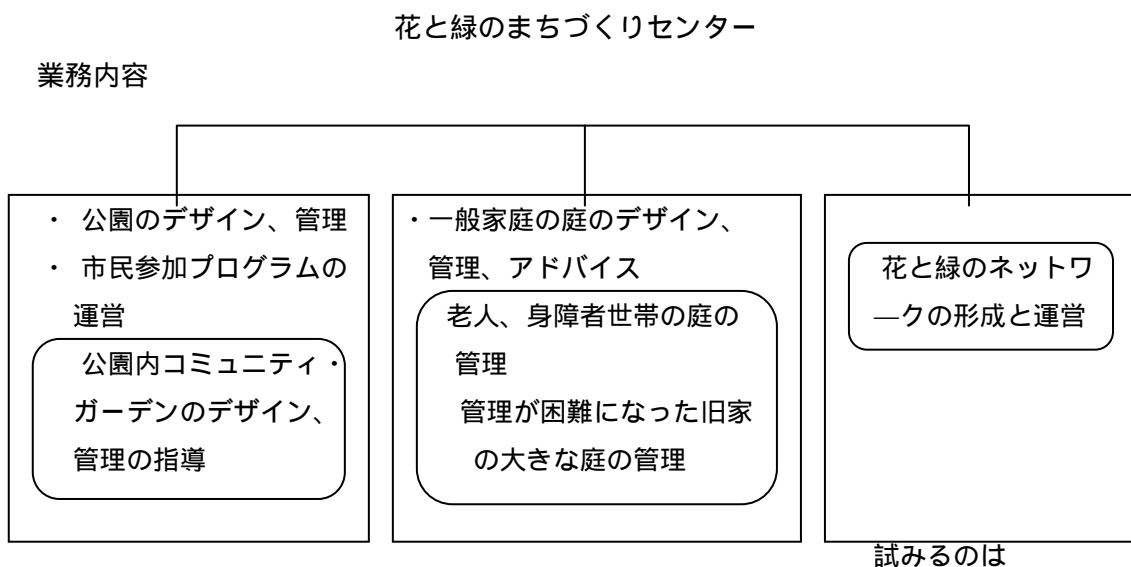 花と緑のまちづくりセンター
業務内容
・ 公園のデザイン、管理
・ 市民参加プログラムの
運営
公園内コミュニティ・
ガーデンのデザイン、
管理の指導
・一般家庭の庭のデザイン、
管理、アドバイス
老人、身障者世帯の庭の
管理
管理が困難になった旧家
の大きな庭の管理
花と緑のネットワ
―クの形成と運営
試みるのは